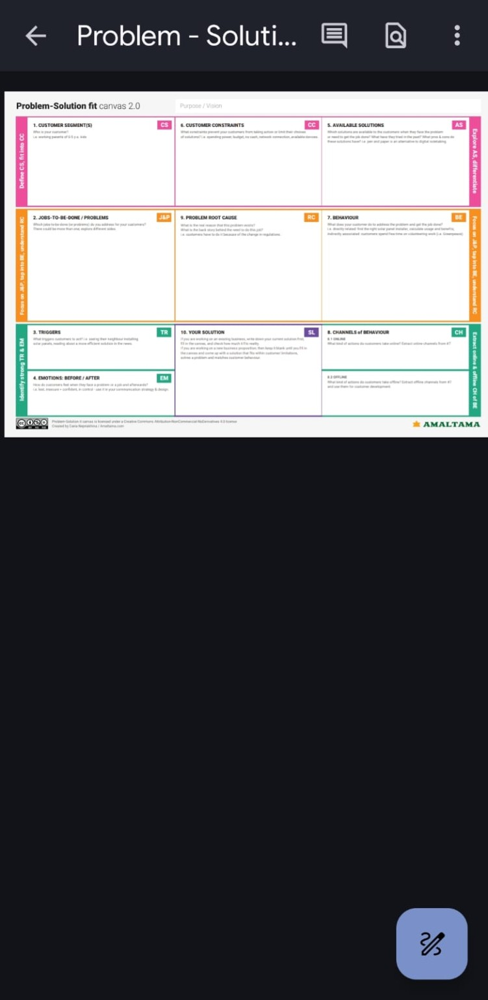 Problem - Soluti...
Problem-Solution fit canvas 2.0
Purpose / Vision
Define CS, fit into CC
1. CUSTOMER SEGMENT(S)
CS
Who is your customer?
i.e. working parents of 0-5 y.o. kids
6. CUSTOMER CONSTRAINTS
CC
What constraints prevent your customers from taking action or limit their choices
of solutions? i.e. spending power, budget, no cash, network connection, available devices.
5. AVAILABLE SOLUTIONS
AS
Which solutions are available to the customers when they face the problem
or need to get the job done? What have they tried in the past? What pros & cons do
these solutions have? i.e. pen and paper is an alternative to digital notetaking
Explore AS, differentiate
Focus on J&P, tap into BE, understand RC
2. JOBS-TO-BE-DONE / PROBLEMS
J&P
Which jobs-to-be-done (or problems) do you address for your customers?
There could be more than one; explore different sides.
9. PROBLEM ROOT CAUSE
RC
What is the real reason that this problem exists?
What is the back story behind the need to do this job?
i.e. customers have to do it because of the change in regulations.
7. BEHAVIOUR
BE
What does your customer do to address the problem and get the job done?
i.e. directly related: find the right solar panel installer, calculate usage and benefits;
indirectly associated: customers spend free time on volunteering work (i.e. Greenpeace)
Focus on J&P, tap into BE, understand RC
Identify strong TR & EM
3. TRIGGERS
TR
What triggers customers to act? i.e. seeing their neighbour installing
solar panels, reading about a more efficient solution in the news.
4. EMOTIONS: BEFORE / AFTER
EM
How do customers feel when they face a problem or a job and afterwards?
i.e. lost, insecure > confident, in control - use it in your communication strategy & design.
10. YOUR SOLUTION
SL
If you are working on an existing business, write down your current solution first,
fill in the canvas, and check how much it fits reality.
If you are working on a new business proposition, then keep it blank until you fill in
the canvas and come up with a solution that fits within customer limitations,
solves a problem and matches customer behaviour.
8. CHANNELS of BEHAVIOUR
CH
8.1 ONLINE
What kind of actions do customers take online? Extract online channels from #7
8.2 OFFLINE
What kind of actions do customers take offline? Extract offline channels from #7
and use them for customer development.
Extract online & offline CH of BE
Problem-Solution fit canvas is licensed under a Creative Commons Attribution-NonCommercial-NoDerivatives 4.0 license
Created by Daria Nepriakhina / Amaltama.com
AMALTAMA